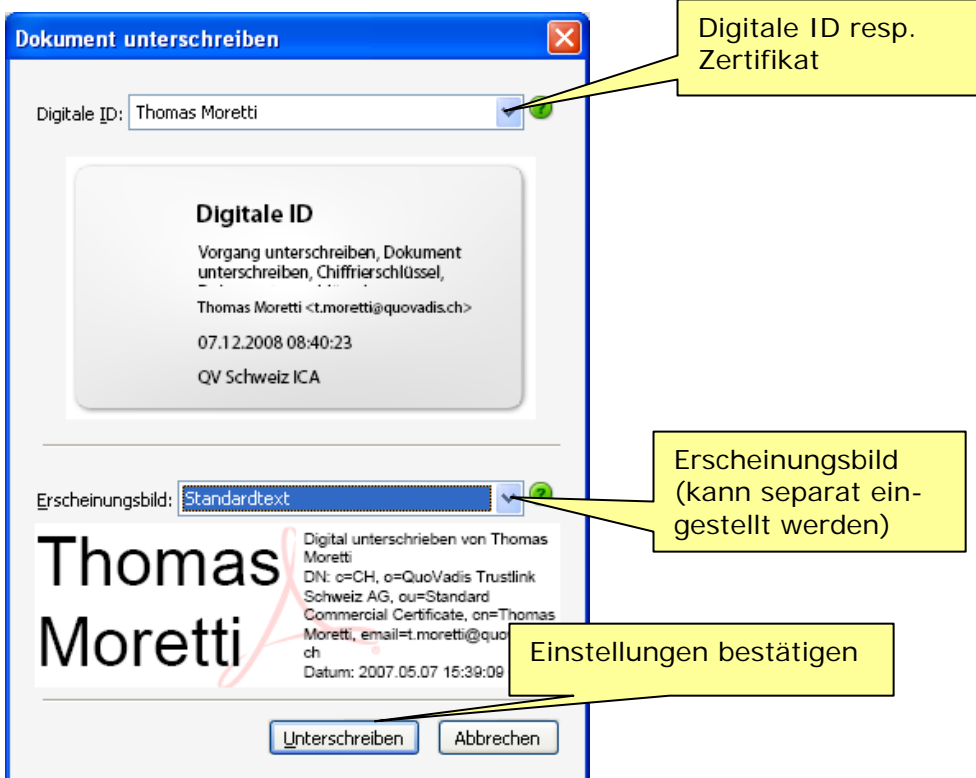 Dokument unterschreiben
Digitale ID resp.
Zertifikat
Digitale ID: Thomas Moretti
Digitale ID
Vorgang unterschreiben, Dokument
unterschreiben, Chiffrierschlüssel,
Thomas Moretti <t.moretti@quovadis.ch>
07.12.2008 08:40:23
QV Schweiz ICA
Erscheinungsbild
(kann separat ein-
gestellt werden)
Erscheinungsbild: Standardtext
Thomas
Moretti
Digital unterschrieben von Thomas
Moretti
DN: c=CH, o=QuoVadis Trustlink
Schweiz AG, ou=Standard
Commercial Certificate, cn=Thomas
Moretti, email=t.moretti@quo
ch
Datum: 2007.05.07 15:39:09
Einstellungen bestätigen
Unterschreiben
Abbrechen